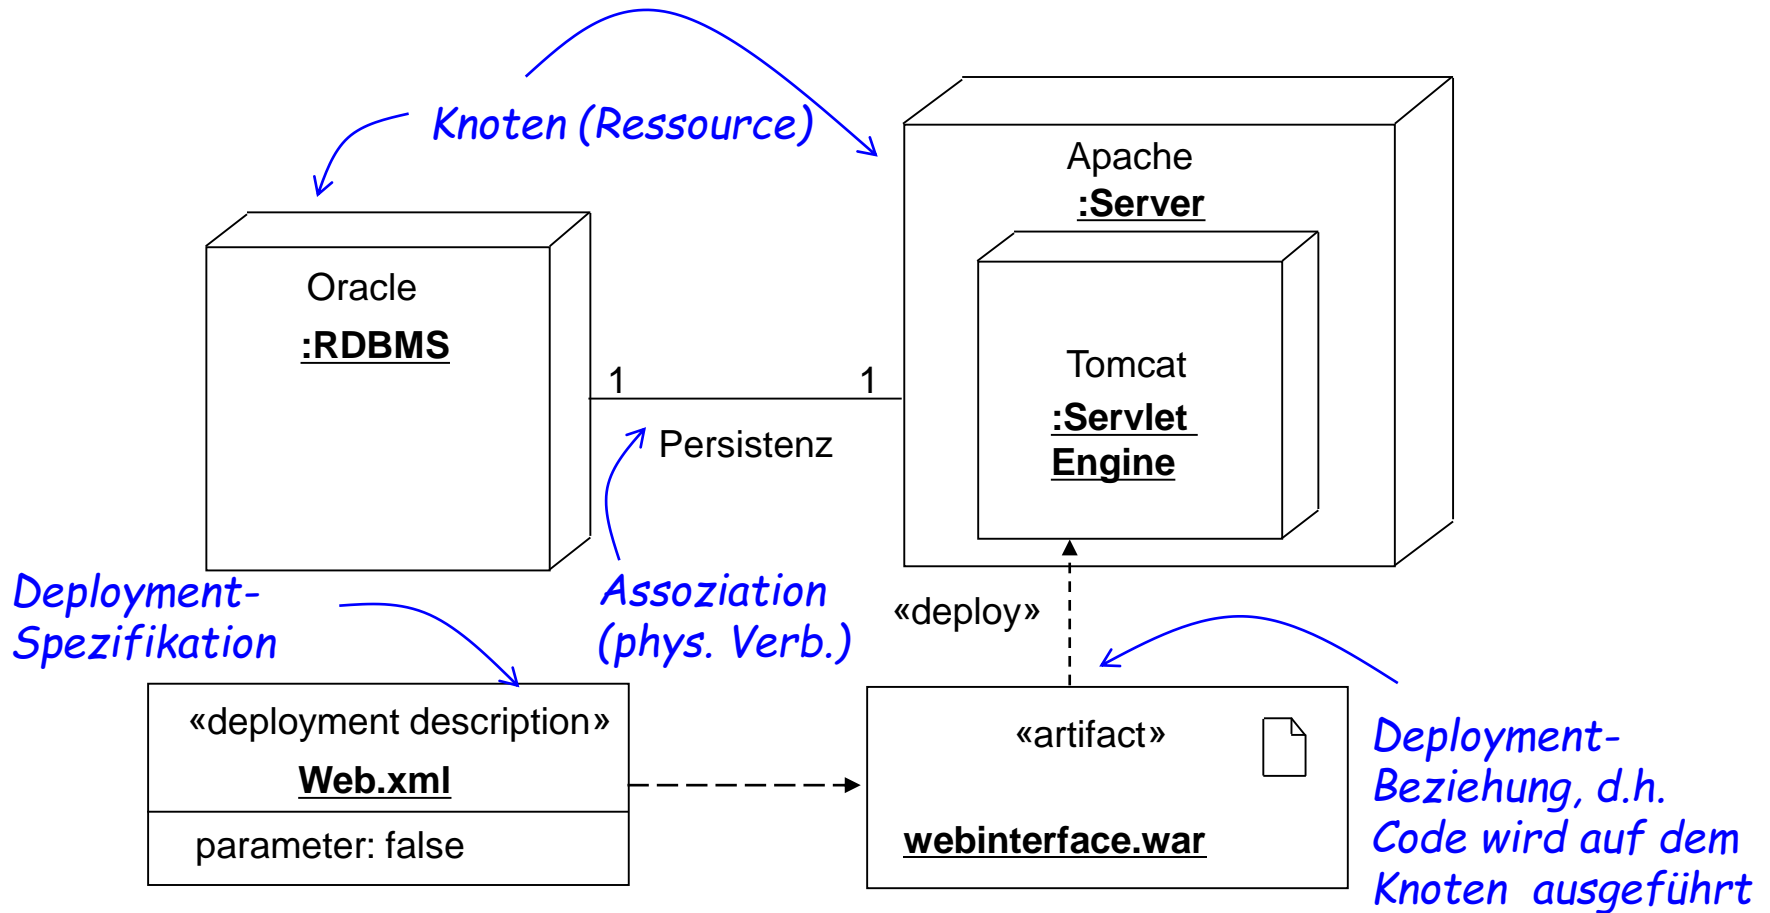 Knoten (Ressource)
Apache
:Server
Oracle
:RDBMS
Tomcat
:Servlet
Engine
1
1
Persistenz
Deployment-
Spezifikation
Assoziation
(phys. Verb.)
«deploy»
«deployment description»
Web.xml
parameter: false
«artifact»
webinterface.war
Deployment-
Beziehung, d.h.
Code wird auf dem
Knoten ausgeführt